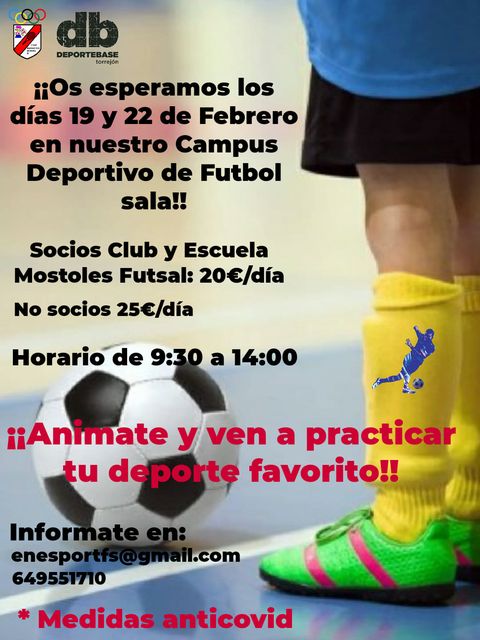 db
DEPORTEBASE
torrejón
¡¡Os esperamos los
días 19 y 22 de Febrero
en nuestro Campus
Deportivo de Futbol
sala!!
Socios Club y Escuela
Mostoles Futsal: 20€/día
No socios 25€/día
Horario de 9:30 a 14:00
¡¡Animate y ven a practicar
tu deporte favorito!!
Informate en:
enesportfs@gmail.com
649551710
* Medidas anticovid